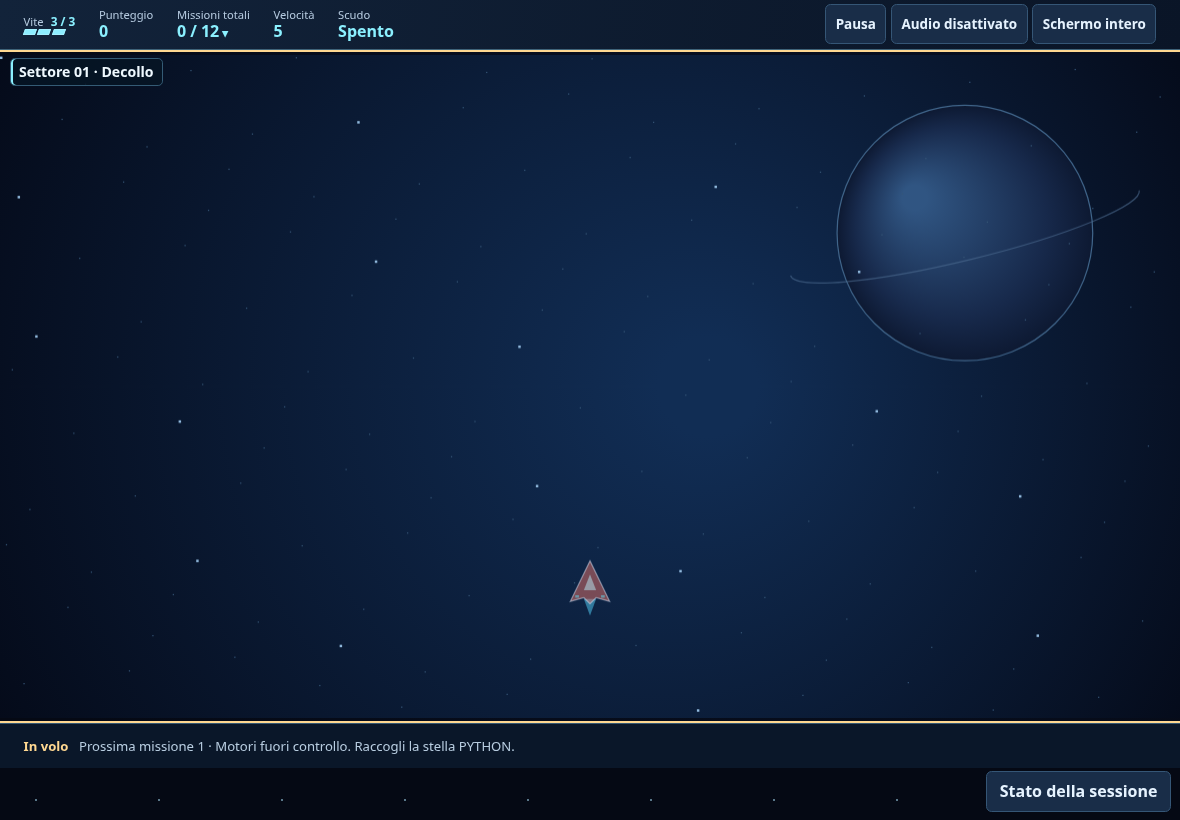 Vite 3 / 3
Punteggio
0
Missioni totali
0 / 12 ▾
Velocità
5
Scudo
Spento
Pausa
Audio disattivato
Schermo intero
Settore 01 · Decollo
In volo Prossima missione 1 · Motori fuori controllo. Raccogli la stella PYTHON.
Stato della sessione